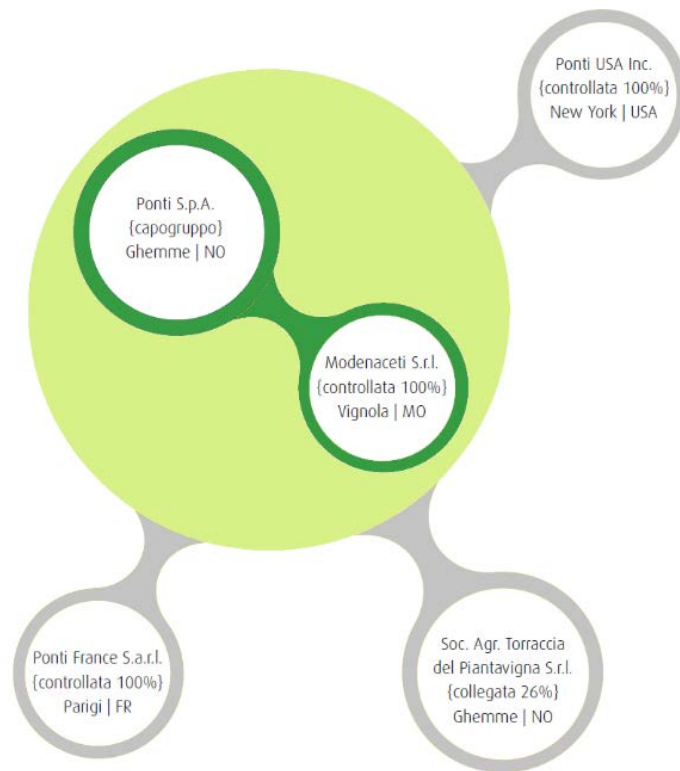 Ponti USA Inc.
{controllata 100%}
New York | USA
Ponti S.p.A.
{capogruppo}
Ghemme | NO
Modenaceti S.r.l.
{controllata 100%}
Vignola | MO
Ponti France S.a.r.l.
{controllata 100%}
Parigi | FR
Soc. Agr. Torraccia
del Piantavigna S.r.l.
{collegata 26%}
Ghemme | NO